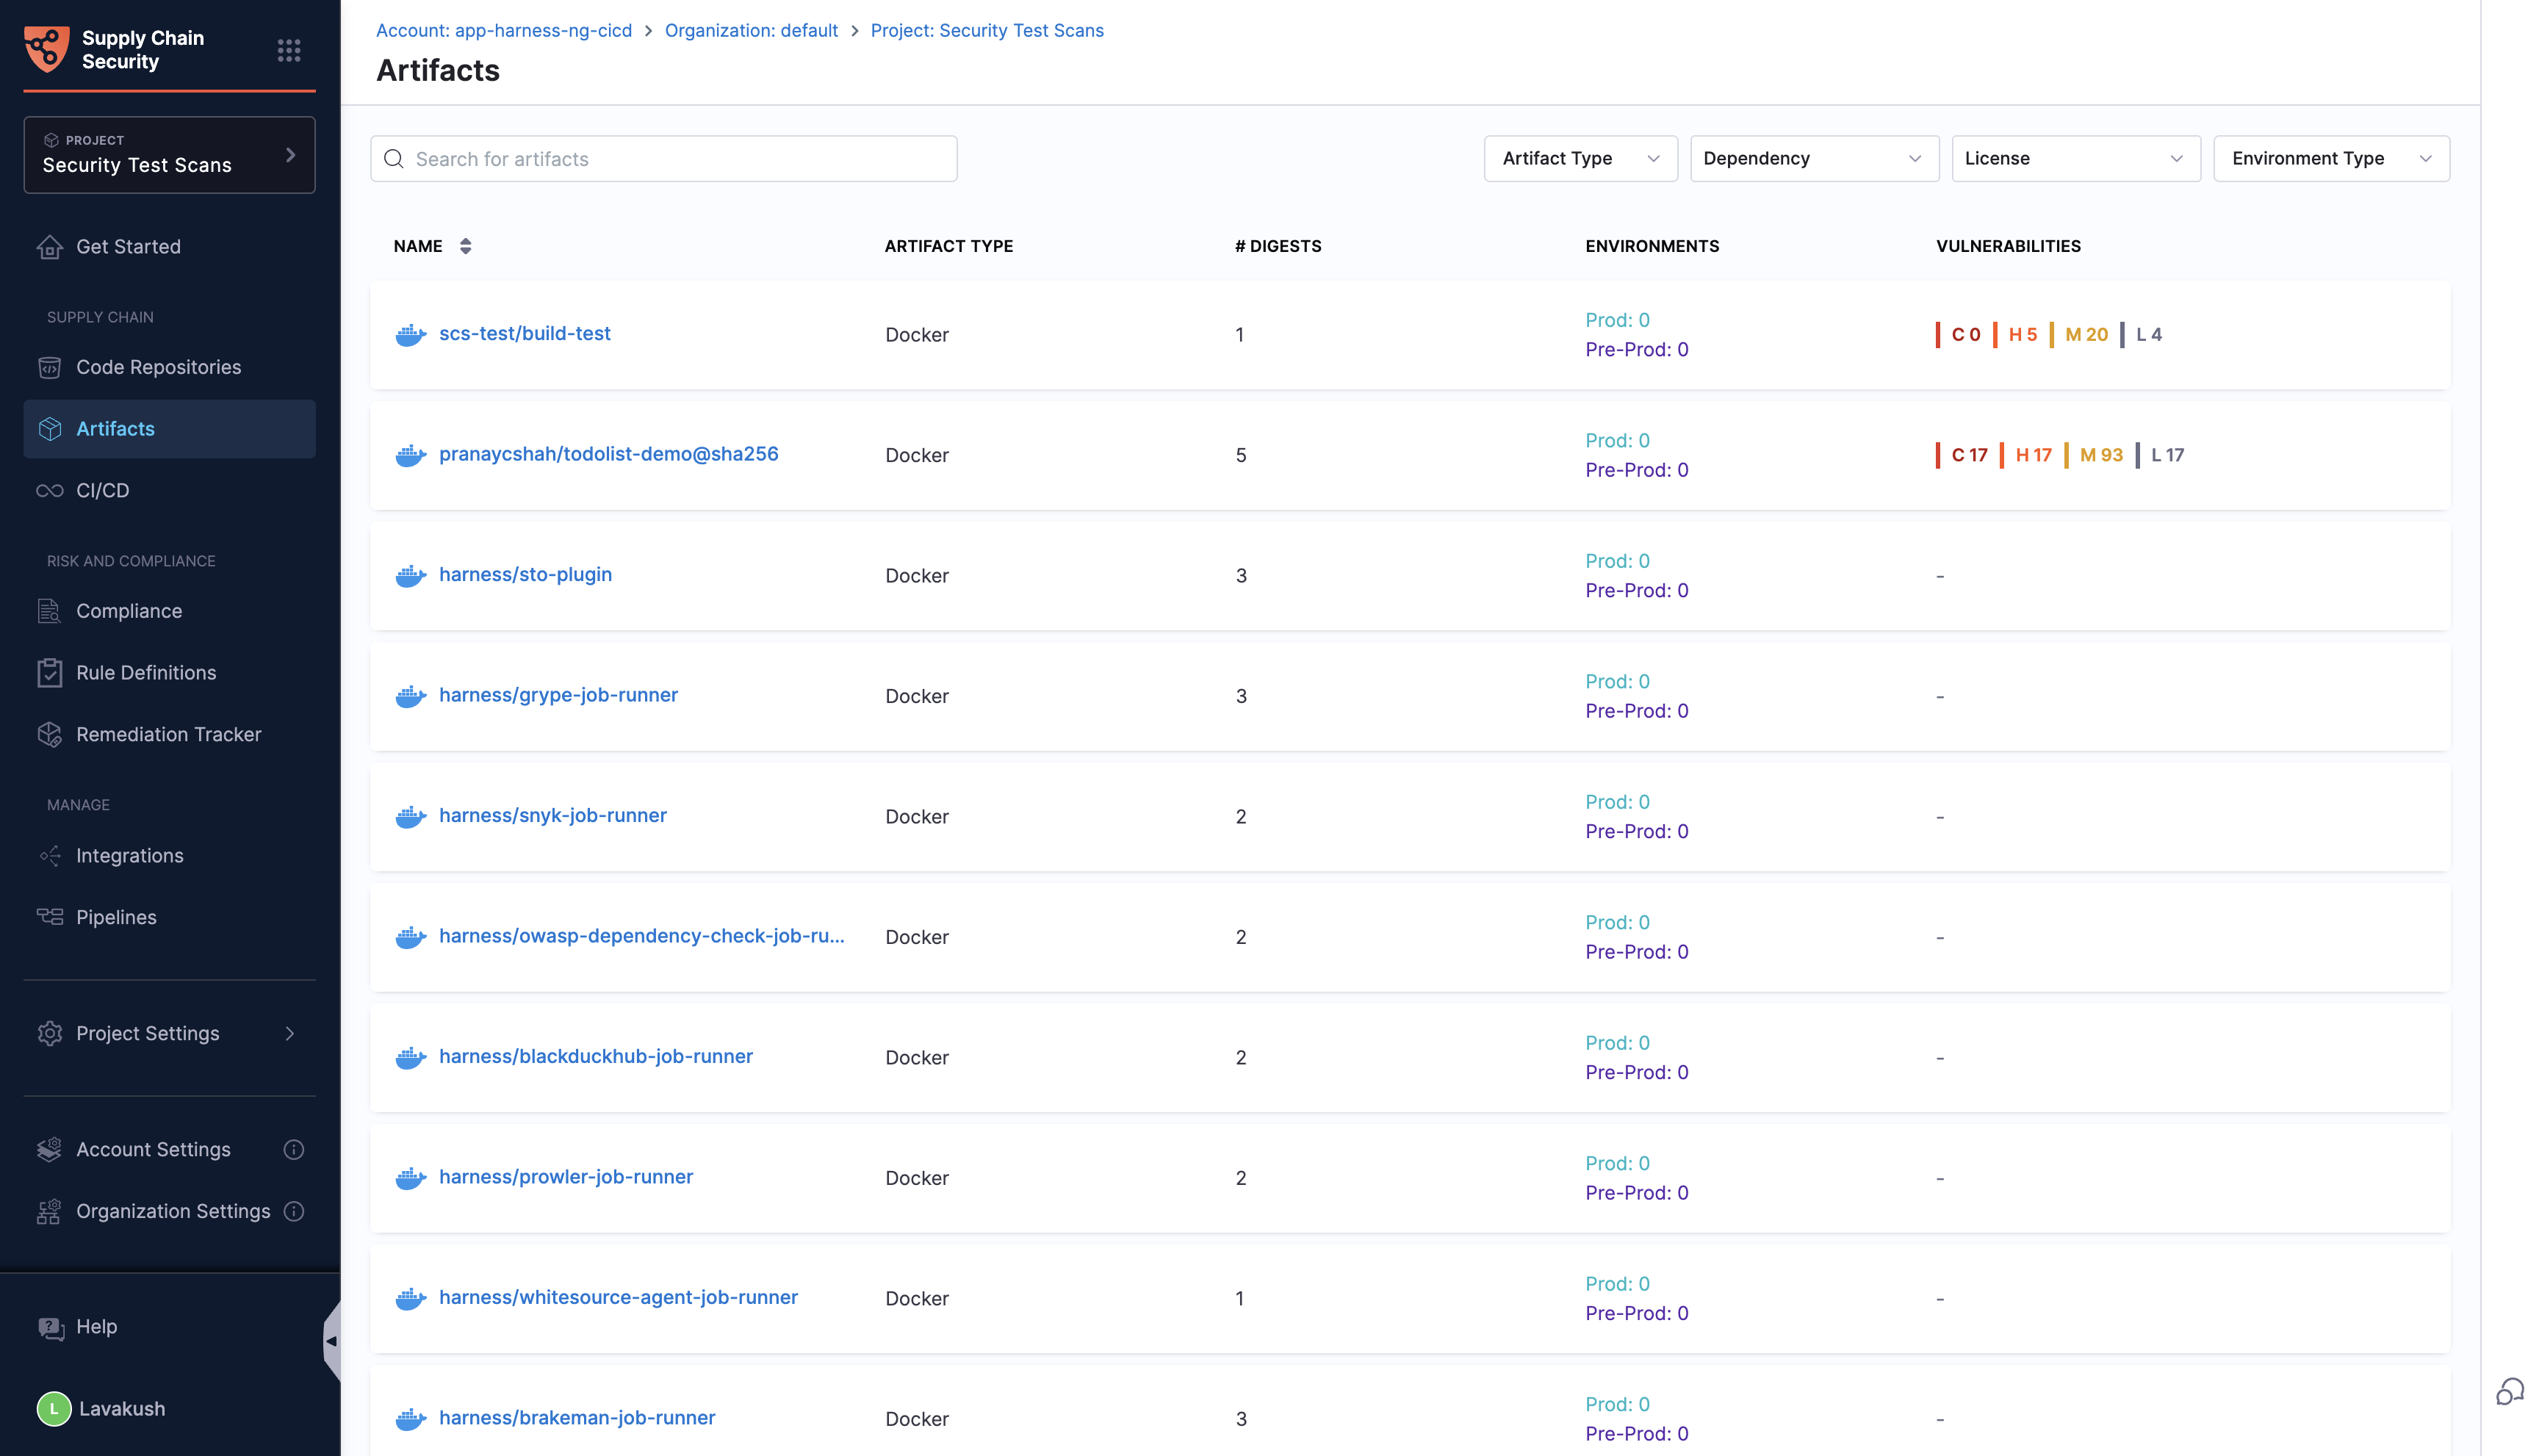 Supply Chain
Security
PROJECT
Security Test Scans
Get Started
SUPPLY CHAIN
Code Repositories
Artifacts
CI/CD
RISK AND COMPLIANCE
Compliance
Rule Definitions
Remediation Tracker
MANAGE
Integrations
Pipelines
Project Settings
Account Settings
Organization Settings
Help
L Lavakush
Account: app-harness-ng-cicd > Organization: default > Project: Security Test Scans
Artifacts
Search for artifacts
Artifact Type
Dependency
License
Environment Type
NAME ARTIFACT TYPE # DIGESTS ENVIRONMENTS VULNERABILITIES
scs-test/build-test Docker 1
Prod: 0
Pre-Prod: 0
C 0 H 5 M 20 L 4
pranaycshah/todolist-demo@sha256 Docker 5
Prod: 0
Pre-Prod: 0
C 17 H 17 M 93 L 17
harness/sto-plugin Docker 3
Prod: 0
Pre-Prod: 0
-
harness/grype-job-runner Docker 3
Prod: 0
Pre-Prod: 0
-
harness/snyk-job-runner Docker 2
Prod: 0
Pre-Prod: 0
-
harness/owasp-dependency-check-job-ru... Docker 2
Prod: 0
Pre-Prod: 0
-
harness/blackduckhub-job-runner Docker 2
Prod: 0
Pre-Prod: 0
-
harness/prowler-job-runner Docker 2
Prod: 0
Pre-Prod: 0
-
harness/whitesource-agent-job-runner Docker 1
Prod: 0
Pre-Prod: 0
-
harness/brakeman-job-runner Docker 3
Prod: 0
Pre-Prod: 0
-